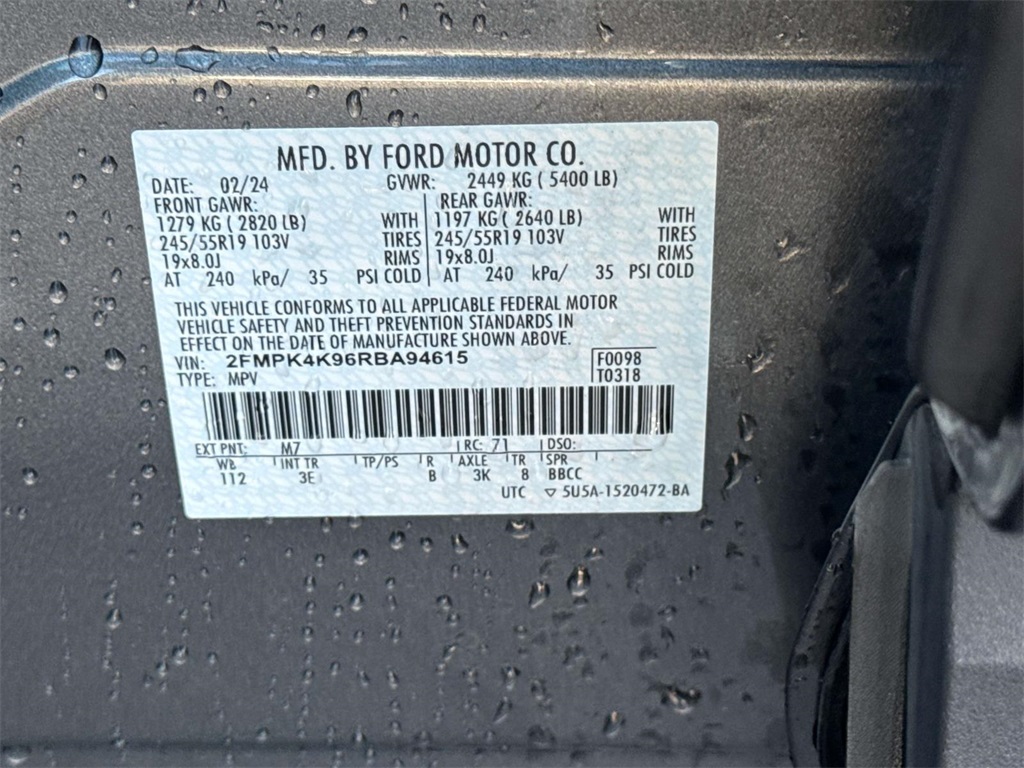 MFD. BY FORD MOTOR CO.
DATE: 02/24 GVWR: 2449 KG ( 5400 LB)
FRONT GAWR: REAR GAWR:
1279 KG ( 2820 LB) WITH 1197 KG ( 2640 LB) WITH
245/55R19 103V TIRES 245/55R19 103V TIRES
19x8.0J RIMS 19x8.0J RIMS
AT 240 kPa/ 35 PSI COLD AT 240 kPa/ 35 PSI COLD
THIS VEHICLE CONFORMS TO ALL APPLICABLE FEDERAL MOTOR
VEHICLE SAFETY AND THEFT PREVENTION STANDARDS IN
EFFECT ON THE DATE OF MANUFACTURE SHOWN ABOVE.
VIN: 2FMPK4K96RBA94615 F0098
TYPE: MPV T0318
EXT PNT: M7 RC: 71 DSO:
WB INT TR TP/PS R AXLE TR SPR
112 3E B 3K 8 BBCC
UTC ▽ 5U5A-1520472-BA